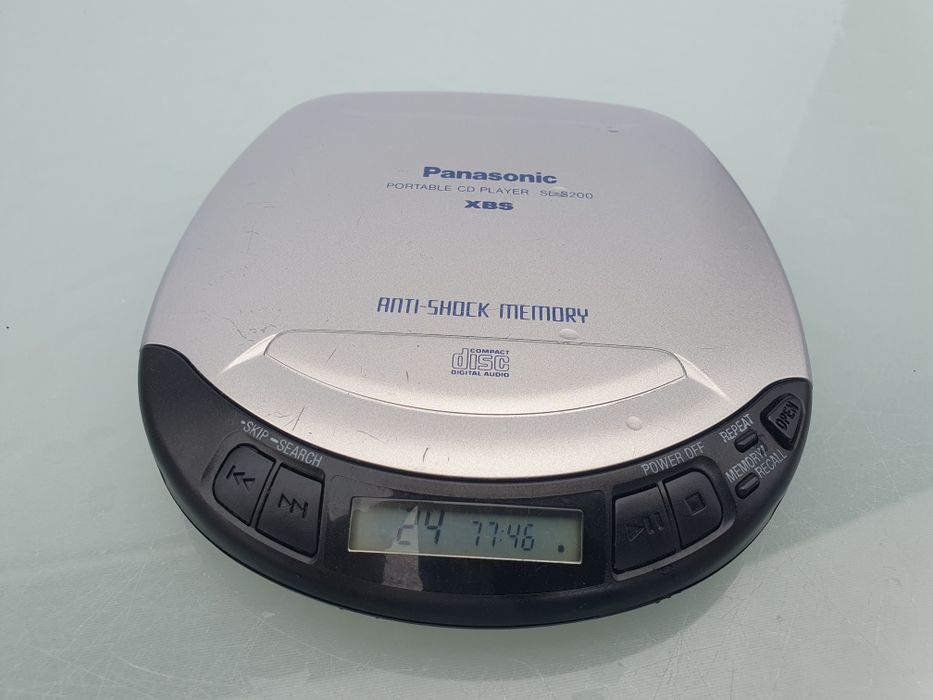 Panasonic
PORTABLE CD PLAYER SL-S200
XBS
ANTI-SHOCK MEMORY
COMPACT
disc
DIGITAL AUDIO
•SKIP ━SEARCH
POWER OFF
REPEAT
MEMORY/
RECALL
OPEN
24 77:46